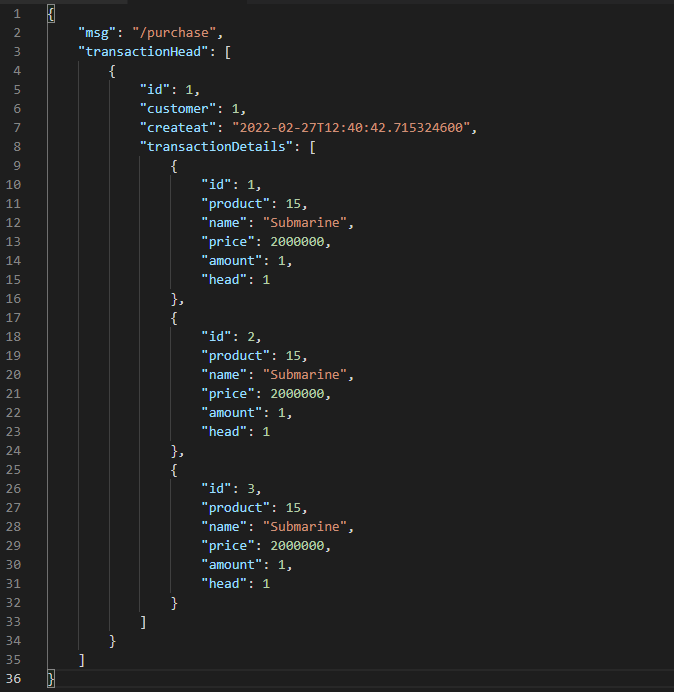 1 {
2     "msg": "/purchase",
3     "transactionHead": [
4         {
5             "id": 1,
6             "customer": 1,
7             "createat": "2022-02-27T12:40:42.715324600",
8             "transactionDetails": [
9                 {
10                     "id": 1,
11                     "product": 15,
12                     "name": "Submarine",
13                     "price": 2000000,
14                     "amount": 1,
15                     "head": 1
16                 },
17                 {
18                     "id": 2,
19                     "product": 15,
20                     "name": "Submarine",
21                     "price": 2000000,
22                     "amount": 1,
23                     "head": 1
24                 },
25                 {
26                     "id": 3,
27                     "product": 15,
28                     "name": "Submarine",
29                     "price": 2000000,
30                     "amount": 1,
31                     "head": 1
32                 }
33             ]
34         }
35     ]
36 }